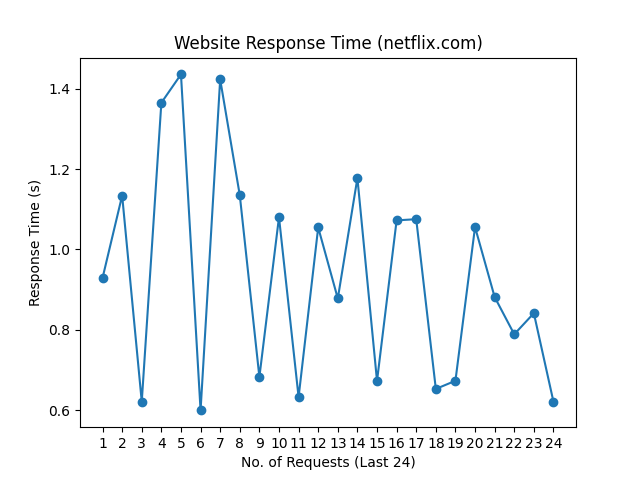 Website Response Time (netflix.com)
Response Time (s)
1.4
1.2
1.0
0.8
0.6
1 2 3 4 5 6 7 8 9 10 11 12 13 14 15 16 17 18 19 20 21 22 23 24
No. of Requests (Last 24)